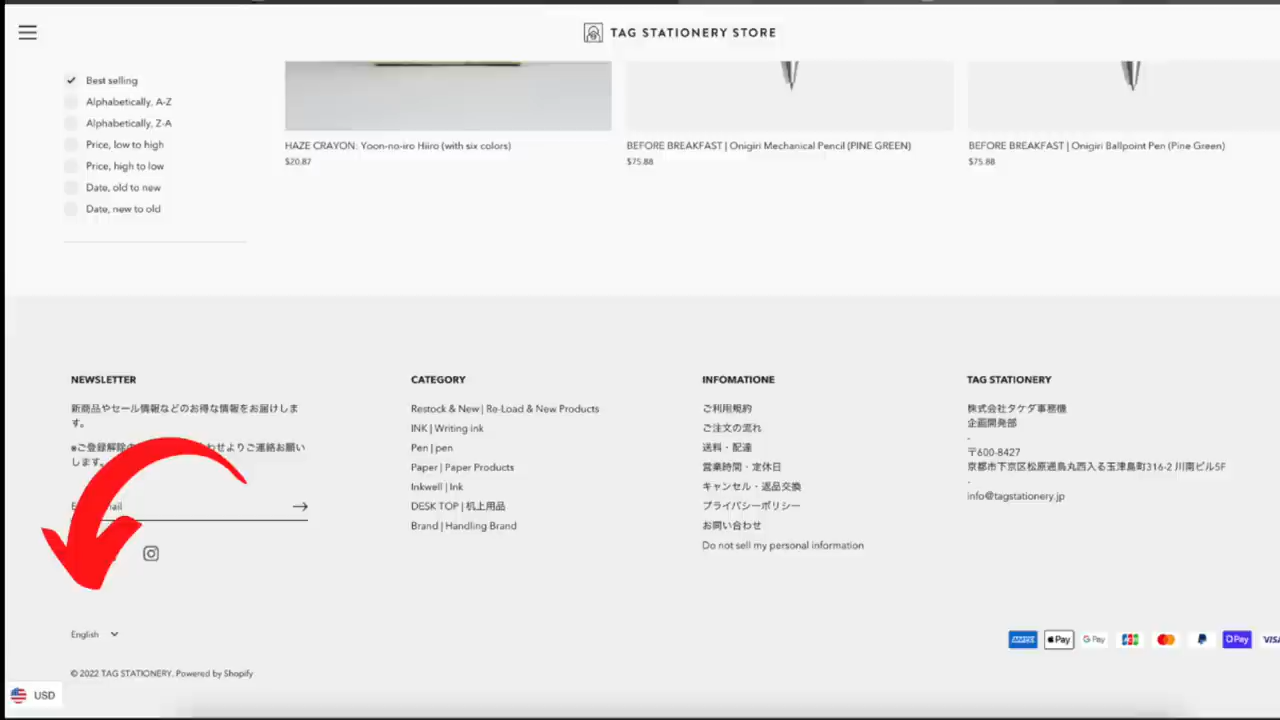 TAG STATIONERY STORE
Best selling
Alphabetically, A-Z
Alphabetically, Z-A
Price, low to high
Price, high to low
Date, old to new
Date, new to old
HAZE CRAYON: Yoon-no-iro Hiiro (with six colors)
$20.87
BEFORE BREAKFAST | Onigiri Mechanical Pencil (PINE GREEN)
$75.88
BEFORE BREAKFAST | Onigiri Ballpoint Pen (Pine Green)
$75.88
NEWSLETTER
新商品やセール情報などのお得な情報をお届けしま
す。
※ご登録解除の
わせよりご連絡お願い
します。
CATEGORY
Restock & New | Re-Load & New Products
INK | Writing ink
Pen | pen
Paper | Paper Products
Inkwell | Ink
DESK TOP | 机上用品
Brand | Handling Brand
INFOMATIONE
ご利用規約
ご注文の流れ
送料・配達
営業時間・定休日
キャンセル・返品交換
プライバシーポリシー
お問い合わせ
Do not sell my personal information
TAG STATIONERY
株式会社タケダ事務機
企画開発部
-
〒600-8427
京都市下京区松原通烏丸西入る玉津島町316-2 川南ビル5F
-
info@tagstationery.jp
English
AMEX
Pay
G Pay
JCB
D Pay
VISA
© 2022 TAG STATIONERY. Powered by Shopify
USD